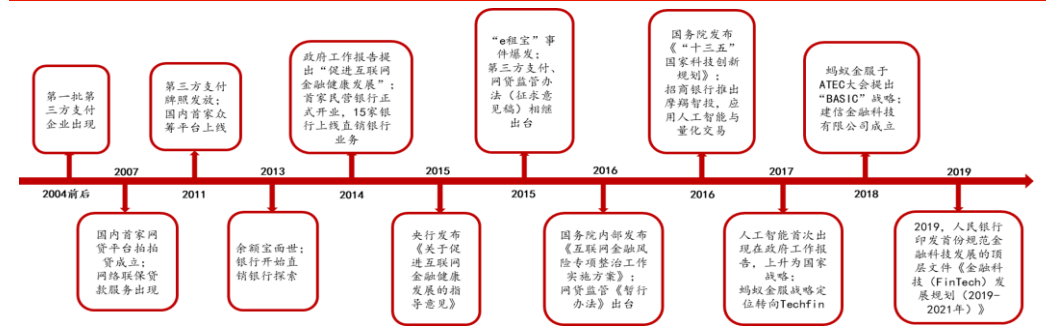 第一批第
三方支付
企业出现
第三方支付
牌照发放；
国内首家众
筹平台上线
政府工作报告提
出“促进互联网
金融健康发展”；
首家民营银行正
式开业，15家银
行上线直销银行
业务
“e租宝”事
件爆发；
第三方支付、
网贷监管办
法（征求意
见稿）相继
出台
国务院发布
《“十三五”
国家科技创新
规划》；
招商银行推出
摩羯智投，应
用人工智能与
量化交易
蚂蚁金服于
ATEC大会提出
“BASIC”战略；
建信金融科技
有限公司成立
2007
2013
2015
2016
2017
2019
2004前后
2011
2014
2015
2016
2018
国内首家网
贷平台拍拍
贷成立；
网络联保贷
款服务出现
余额宝面世；
银行开始直
销银行探索
央行发布
《关于促
进互联网
金融健康
发展的指
导意见》
国务院内部发布
《互联网金融风
险专项整治工作
实施方案》；
网贷监管《暂行
办法》出台
人工智能首次出
现在政府工作报
告，上升为国家
战略；
蚂蚁金服战略定
位转向Techfin
2019，人民银行
印发首份规范金
融科技发展的顶
层文件《金融科
技（FinTech）发
展规划（2019-
2021年）》